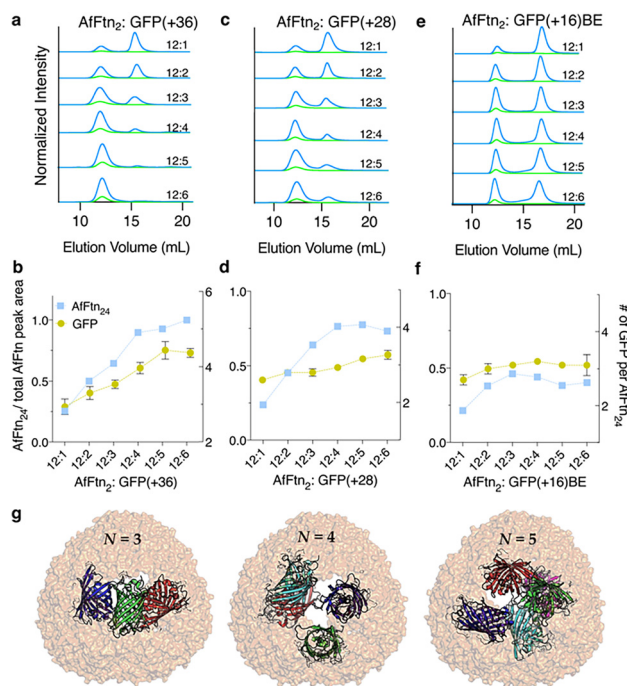 a AfFtn2: GFP(+36) c AfFtn2: GFP(+28) e AfFtn2: GFP(+16)BE
Normalized Intensity
12:1 12:1 12:1
12:2 12:2 12:2
12:3 12:3 12:3
12:4 12:4 12:4
12:5 12:5 12:5
12:6 12:6 12:6
10 15 20 10 15 20 10 15 20
Elution Volume (mL) Elution Volume (mL) Elution Volume (mL)
b d f
AfFtn24/ total AfFtn peak area
1.0
0.5
0.0
AfFtn24
GFP
6
4
2
12:1 12:2 12:3 12:4 12:5 12:6
AfFtn2: GFP(+36)
1.0
0.5
0.0
4
2
12:1 12:2 12:3 12:4 12:5 12:6
AfFtn2: GFP(+28)
1.0
0.5
0.0
4
2
# of GFP per AfFtn24
12:1 12:2 12:3 12:4 12:5 12:6
AfFtn2: GFP(+16)BE
g
N = 3 N = 4 N = 5